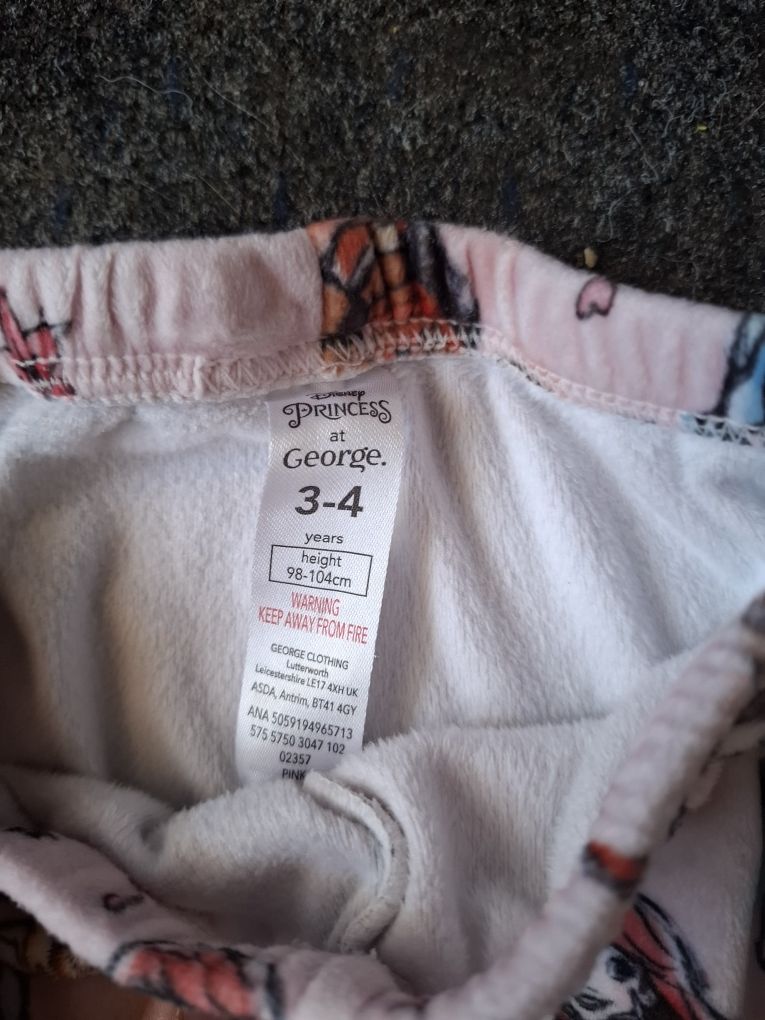 Disney
PRINCESS
at
George.
3-4
years
height
98-104cm
WARNING
KEEP AWAY FROM FIRE
GEORGE CLOTHING
Lutterworth
Leicestershire LE17 4XH UK
ASDA, Antrim, BT41 4GY
ANA 5059194965713
575 5750 3047 102
02357
PINK